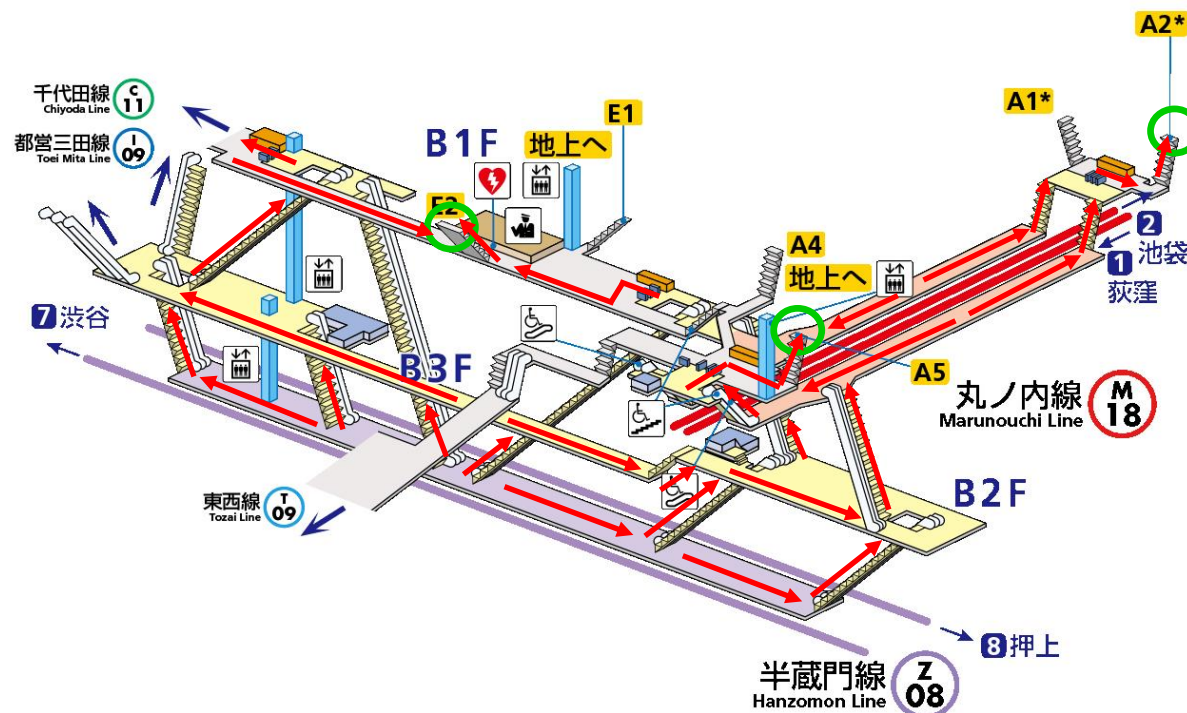 A2*
A1*
E1
千代田線
Chiyoda Line
C
11
都営三田線
Toei Mita Line
I
09
B1F
地上へ
E2
A4
地上へ
2
池袋
1
荻窪
7 渋谷
B3F
A5
丸ノ内線
Marunouchi Line
M
18
東西線
Tozai Line
T
09
B2F
8 押上
半蔵門線
Hanzomon Line
Z
08